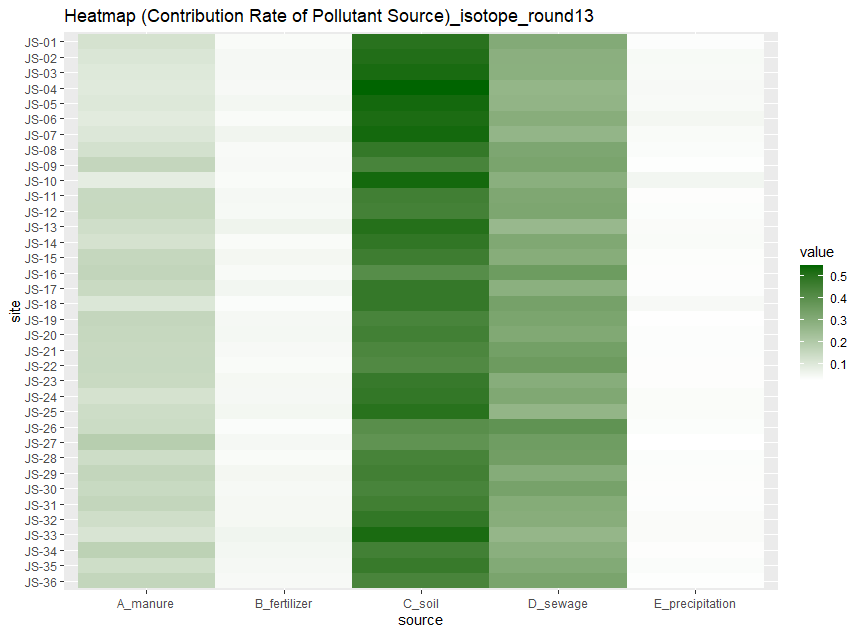 Heatmap (Contribution Rate of Pollutant Source)_isotope_round13
JS-01
JS-02
JS-03
JS-04
JS-05
JS-06
JS-07
JS-08
JS-09
JS-10
JS-11
JS-12
JS-13
JS-14
JS-15
JS-16
JS-17
JS-18
JS-19
JS-20
JS-21
JS-22
JS-23
JS-24
JS-25
JS-26
JS-27
JS-28
JS-29
JS-30
JS-31
JS-32
JS-33
JS-34
JS-35
JS-36
site
A_manure B_fertilizer C_soil D_sewage E_precipitation
source
value
0.5
0.4
0.3
0.2
0.1